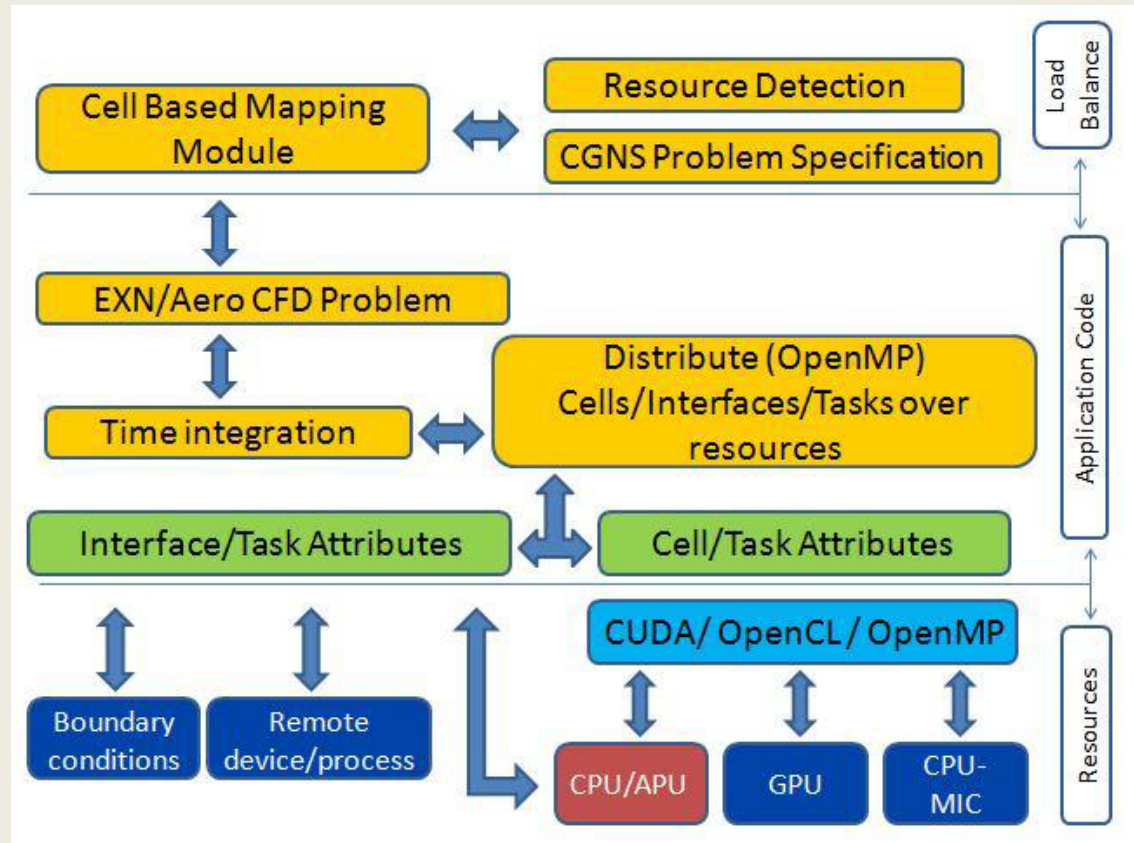 Resource Detection
Cell Based Mapping
Module
CGNS Problem Specification
Load
Balance
EXN/Aero CFD Problem
Distribute (OpenMP)
Cells/Interfaces/Tasks over
resources
Time integration
Application Code
Interface/Task Attributes
Cell/Task Attributes
CUDA/ OpenCL / OpenMP
Boundary
conditions
Remote
device/process
CPU/APU
GPU
CPU-
MIC
Resources